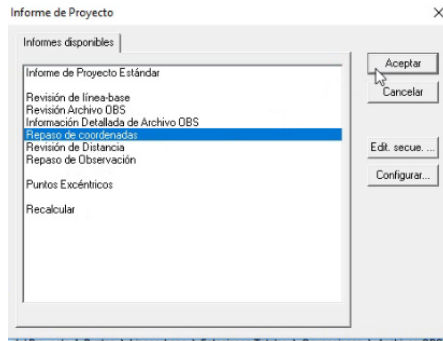 Informe de Proyecto
Informes disponibles
Informe de Proyecto Estándar
Revisión de línea-base
Revisión Archivo OBS
Información Detallada de Archivo OBS
Repaso de coordenadas
Revisión de Distancia
Repaso de Observación
Puntos Excéntricos
Recalcular
Aceptar
Cancelar
Edit. secue. ...
Configurar...